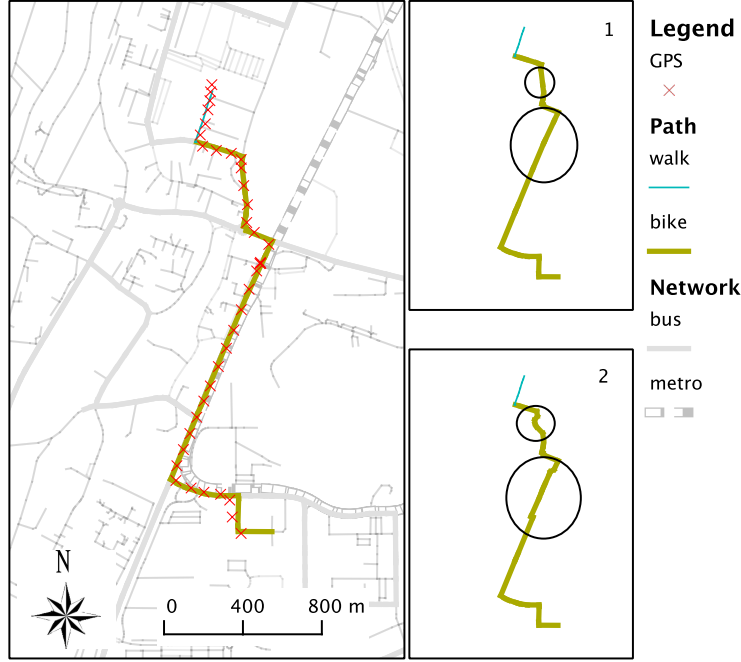 1
2
Legend
GPS
Path
walk
bike
Network
bus
metro
N
0 400 800 m